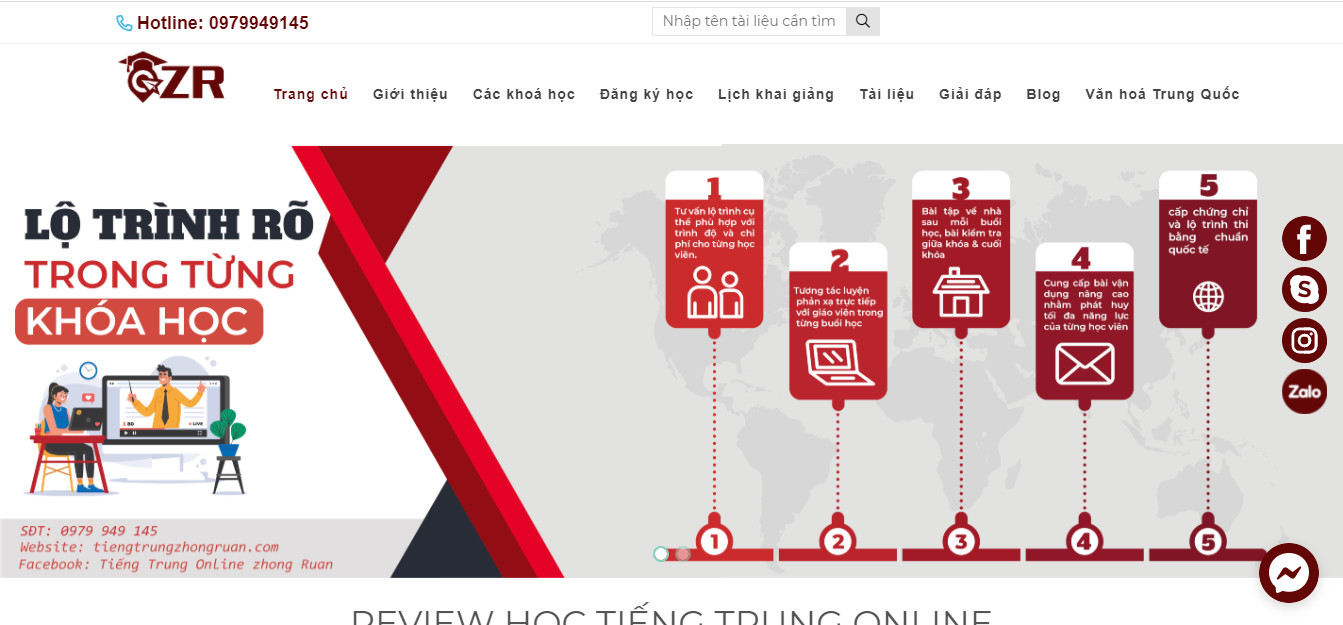 Hotline: 0979949145
Nhập tên tài liệu cần tìm
ZR
Trang chủ Giới thiệu Các khoá học Đăng ký học Lịch khai giảng Tài liệu Giải đáp Blog Văn hoá Trung Quốc
LỘ TRÌNH RÕ
TRONG TỪNG
KHÓA HỌC
LIVE
SĐT: 0979 949 145
Website: tiengtrungzhongruan.com
Facebook: Tiếng Trung Online zhong Ruan
1
Tư vấn lộ trình cụ
thể phù hợp với
trình độ và chi
phí cho từng học
viên.
2
Tương tác luyện
phản xạ trực tiếp
với giáo viên trong
từng buổi học
3
Bài tập về nhà
sau mỗi buổi
học, bài kiểm tra
giữa khóa & cuối
khóa
4
Cung cấp bài vận
dụng nâng cao
nhằm phát huy
tối đa năng lực
của từng học viên
5
cấp chứng chỉ
và lộ trình thi
bằng chuẩn
quốc tế
1 2 3 4 5
Zalo
REVIEW HỌC TIẾNG TRUNG ONLINE